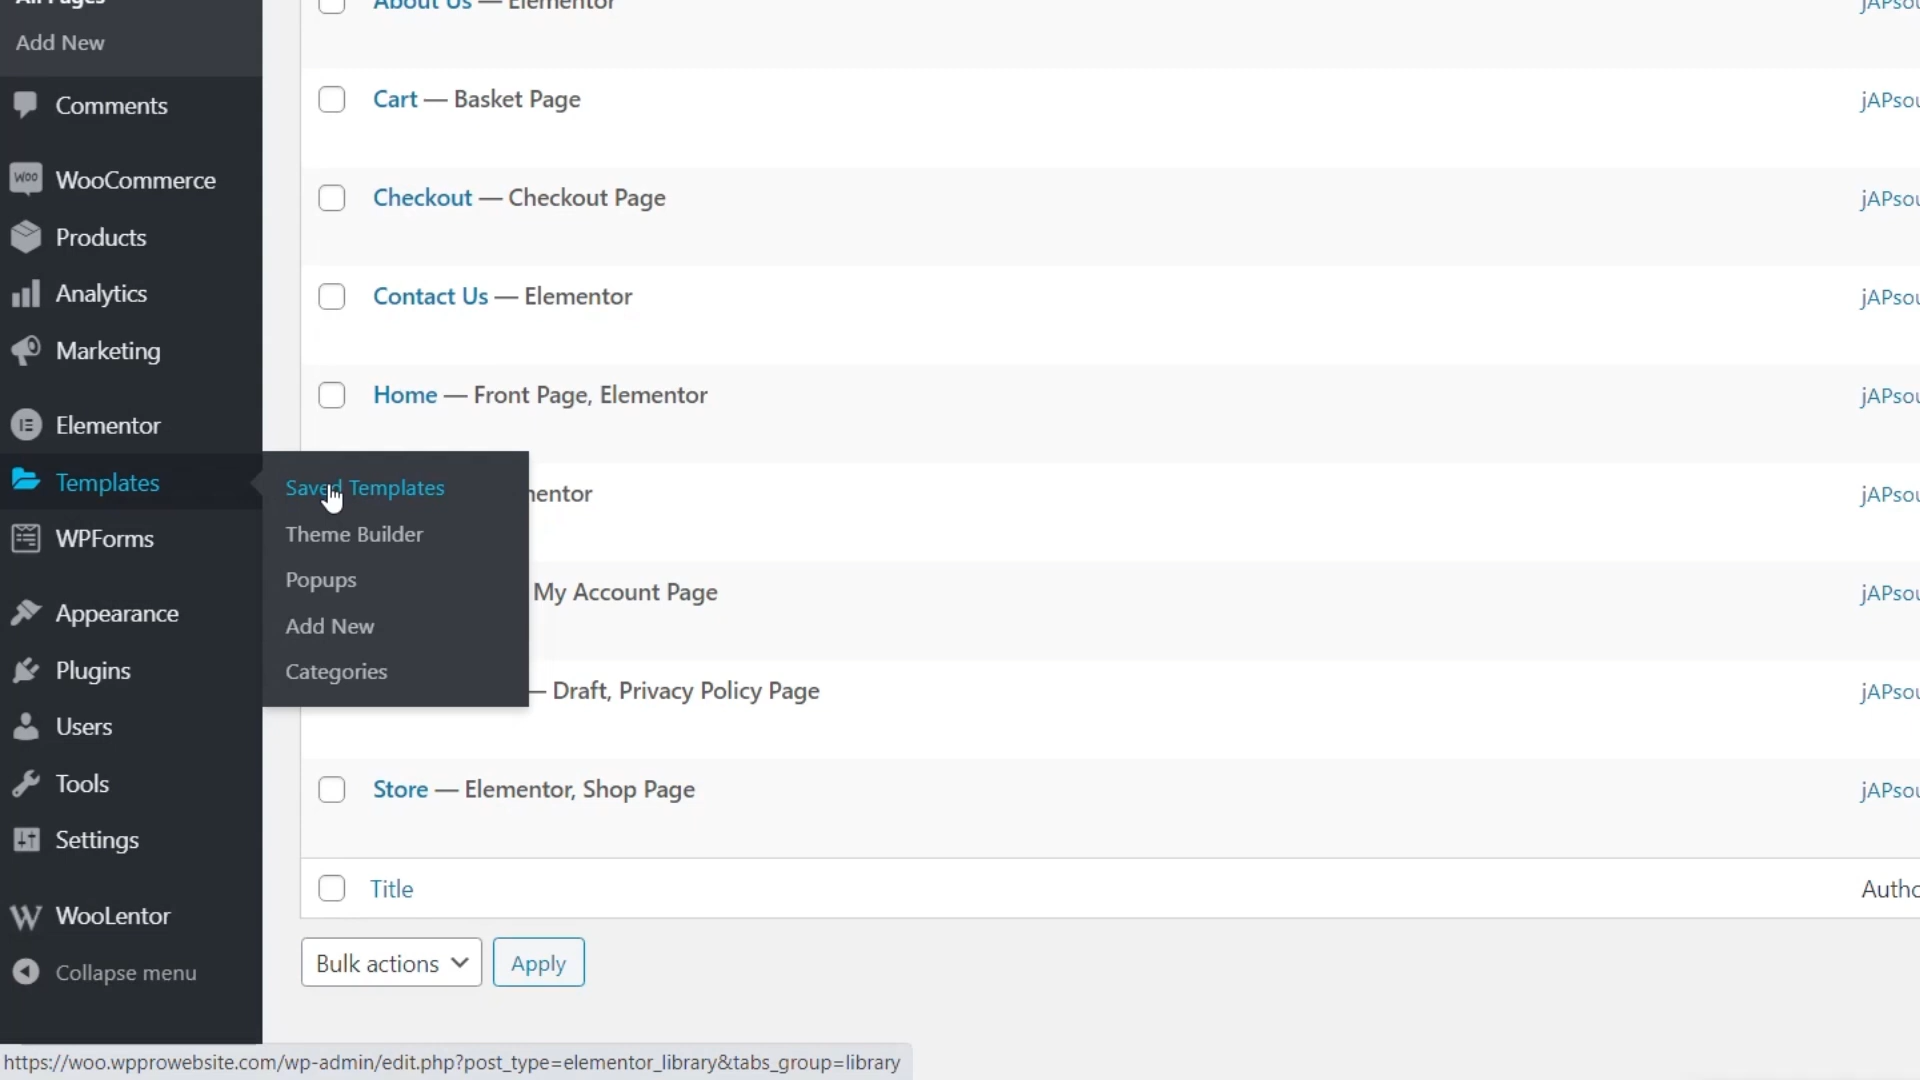 All Pages
Add New
Comments
WooCommerce
Products
Analytics
Marketing
Elementor
Templates
WPForms
Appearance
Plugins
Users
Tools
Settings
WooLentor
Collapse menu
Saved Templates
Theme Builder
Popups
Add New
Categories
About Us — Elementor
Cart — Basket Page
jAPsou
Checkout — Checkout Page
jAPsou
Contact Us — Elementor
jAPsou
Home — Front Page, Elementor
jAPsou
mentor
jAPsou
My Account Page
jAPsou
— Draft, Privacy Policy Page
jAPsou
Store — Elementor, Shop Page
jAPsou
Title
Autho
Bulk actions
Apply
https://woo.wpprowebsite.com/wp-admin/edit.php?post_type=elementor_library&tabs_group=library